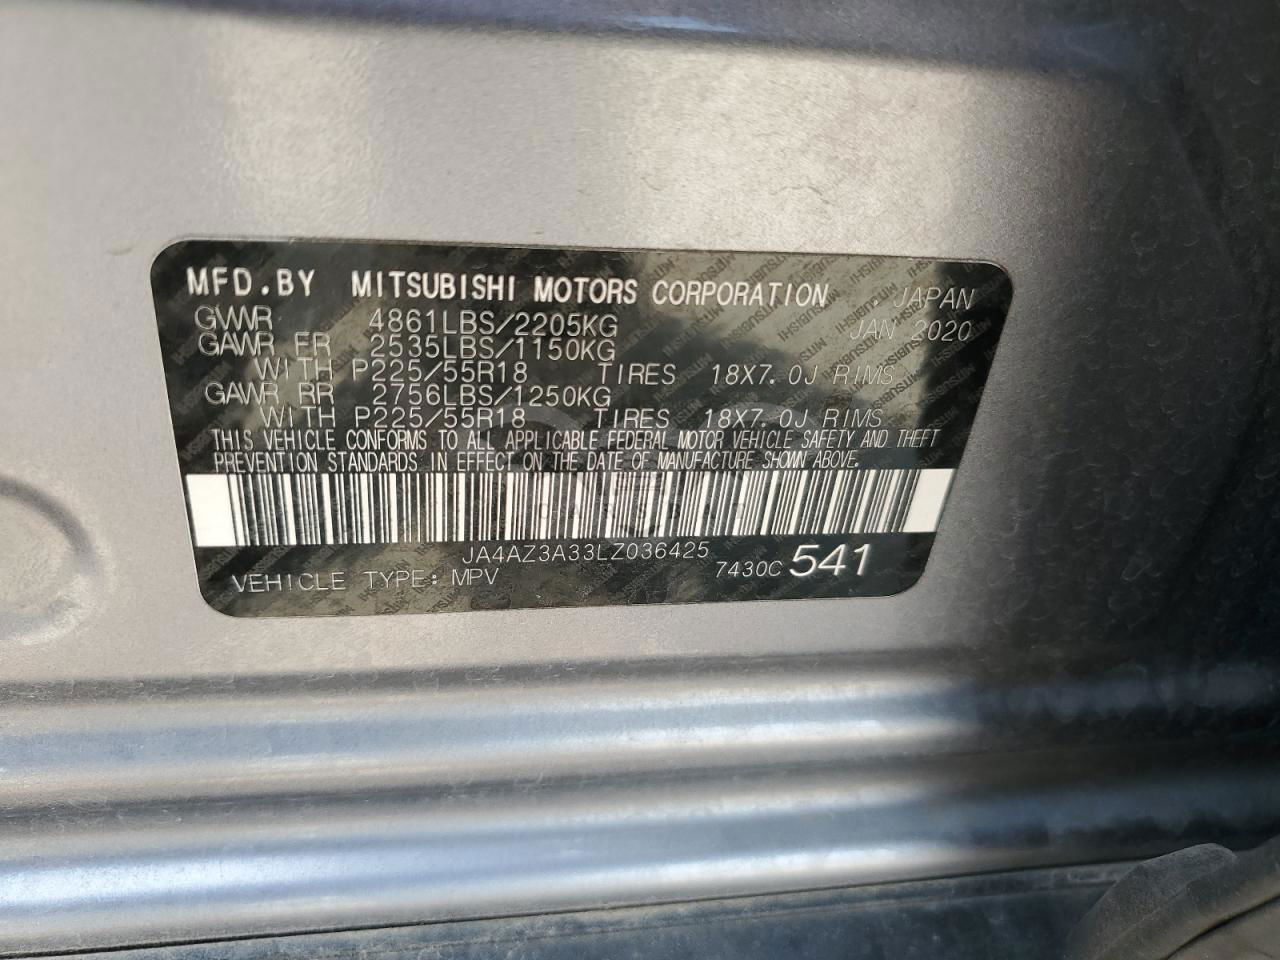 MFD.BY MITSUBISHI MOTORS CORPORATION JAPAN
GVWR 4861LBS/2205KG JAN 2020
GAWR FR 2535LBS/1150KG
WITH P225/55R18 TIRES 18X7.0J RIMS
GAWR RR 2756LBS/1250KG
WITH P225/55R18 TIRES 18X7.0J RIMS
THIS VEHICLE CONFORMS TO ALL APPLICABLE FEDERAL MOTOR VEHICLE SAFETY AND THEFT
PREVENTION STANDARDS IN EFFECT ON THE DATE OF MANUFACTURE SHOWN ABOVE.
JA4AZ3A33LZ036425
VEHICLE TYPE: MPV 7430C 541